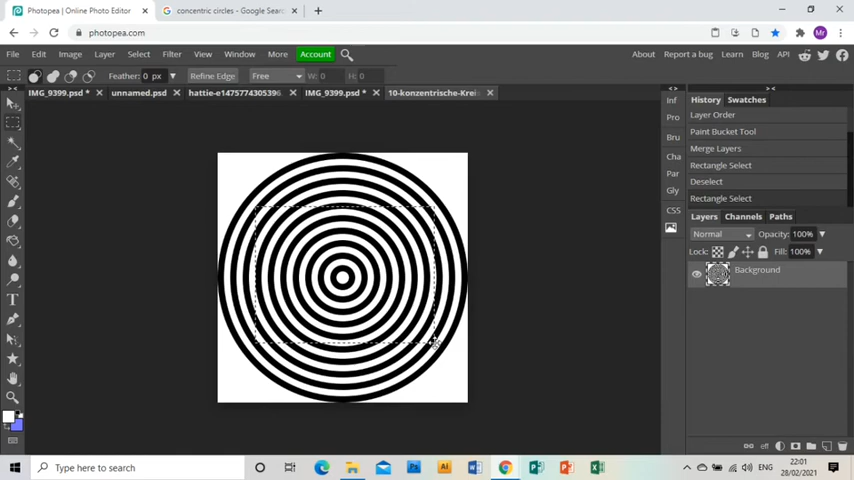 Photopea | Online Photo Editor
concentric circles - Google Sear
photopea.com
Mr
File Edit Image Layer Select Filter View Window More Account
About Report a bug Learn Blog API
Feather: 0 px Refine Edge Free W: 0 H: 0
IMG_9399.psd * unnamed.psd hattie-e147577430539 IMG_9399.psd * 10-konzentrische-Kreis
Inf
Pro
Bru
Cha
Par
Gly
CSS
History Swatches
Layer Order
Paint Bucket Tool
Merge Layers
Rectangle Select
Deselect
Rectangle Select
Layers Channels Paths
Normal Opacity: 100%
Lock: Fill: 100%
Background
eff
Type here to search
ENG
22:01
28/02/2021